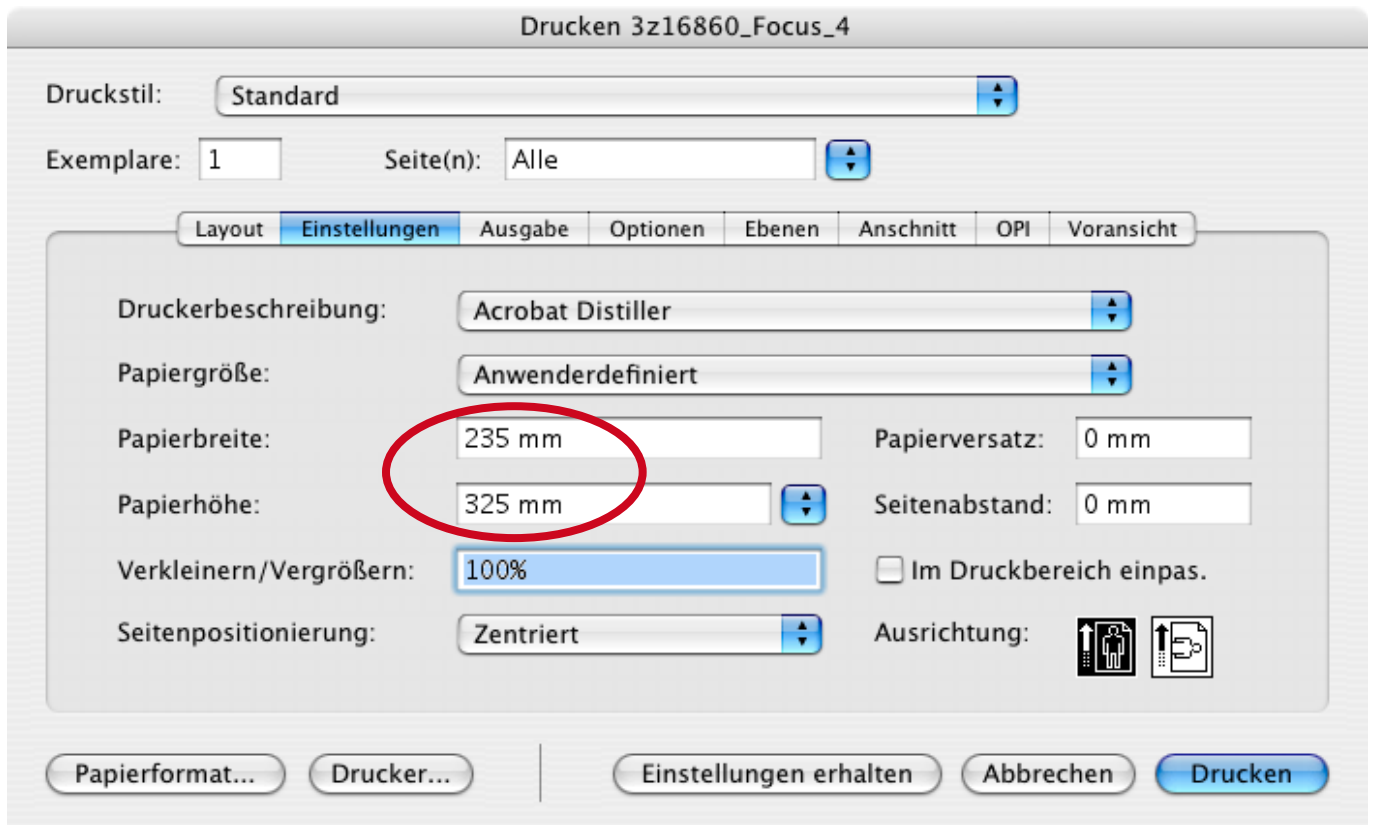 Drucken 3z16860_Focus_4
Druckstil: Standard
Exemplare: 1 Seite(n): Alle
Layout Einstellungen Ausgabe Optionen Ebenen Anschnitt OPI Voransicht
Druckerbeschreibung: Acrobat Distiller
Papiergröße: Anwenderdefiniert
Papierbreite: 235 mm Papierversatz: 0 mm
Papierhöhe: 325 mm Seitenabstand: 0 mm
Verkleinern/Vergrößern: 100% Im Druckbereich einpas.
Seitenpositionierung: Zentriert Ausrichtung:
Papierformat... Drucker... Einstellungen erhalten Abbrechen Drucken